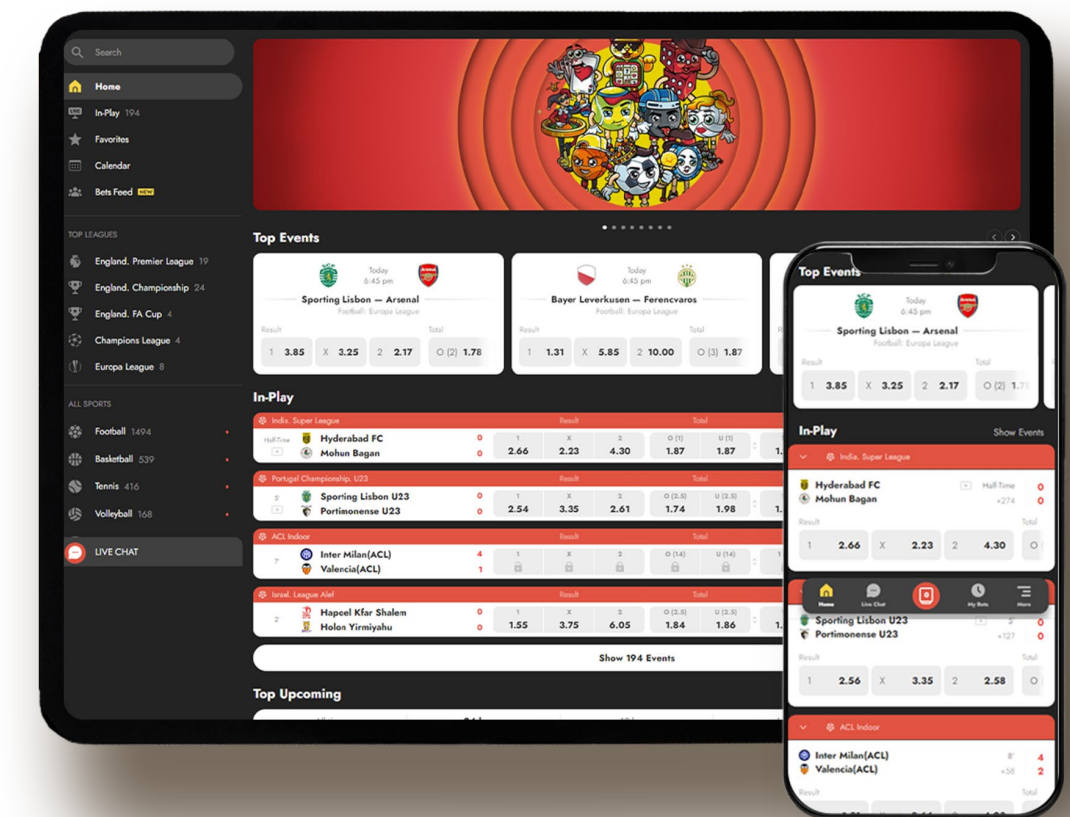 Search
Home
In-Play 194
Favorites
Calendar
Bets Feed NEW
TOP LEAGUES
England. Premier League 19
England. Championship 24
England. FA Cup 4
Champions League 4
Europa League 8
ALL SPORTS
Football 1494
Basketball 539
Tennis 416
Volleyball 168
LIVE CHAT
Top Events
Today
6:45 pm
Sporting Lisbon — Arsenal
Football: Europa League
Result Total
1 3.85 X 3.25 2 2.17 O (2) 1.78
Today
6:45 pm
Bayer Leverkusen — Ferencvaros
Football: Europa League
Result Total
1 1.31 X 5.85 2 10.00 O (3) 1.87
In-Play
India. Super League Result Total
Half-Time Hyderabad FC 0
Mohun Bagan 0
1 X 2 O (1) U (1)
2.66 2.23 4.30 1.87 1.87
Portugal Championship. U23 Result Total
5' Sporting Lisbon U23 0
Portimonense U23 0
1 X 2 O (2.5) U (2.5)
2.54 3.35 2.61 1.74 1.98
ACL Indoor Result Total
7' Inter Milan(ACL) 4
Valencia(ACL) 1
1 X 2 O (14) U (14)
Israel. League Alef Result Total
2' Hapoel Kfar Shalem 0
Holon Yirmiyahu 0
1 X 2 O (2.5) U (2.5)
1.55 3.75 6.05 1.84 1.86
Show 194 Events
Top Upcoming
Top Events
Today
6:45 pm
Sporting Lisbon — Arsenal
Football: Europa League
Result Total
1 3.85 X 3.25 2 2.17 O (2)
In-Play Show Events
India. Super League
Hyderabad FC Half-Time 0
Mohun Bagan +274 0
Result Total
1 2.66 X 2.23 2 4.30 O
Home Live Chat My Bets More
Sporting Lisbon U23 5' 0
Portimonense U23 +127 0
Result Total
1 2.56 X 3.35 2 2.58 O
ACL Indoor
Inter Milan(ACL) 8' 4
Valencia(ACL) +58 2
Result Total